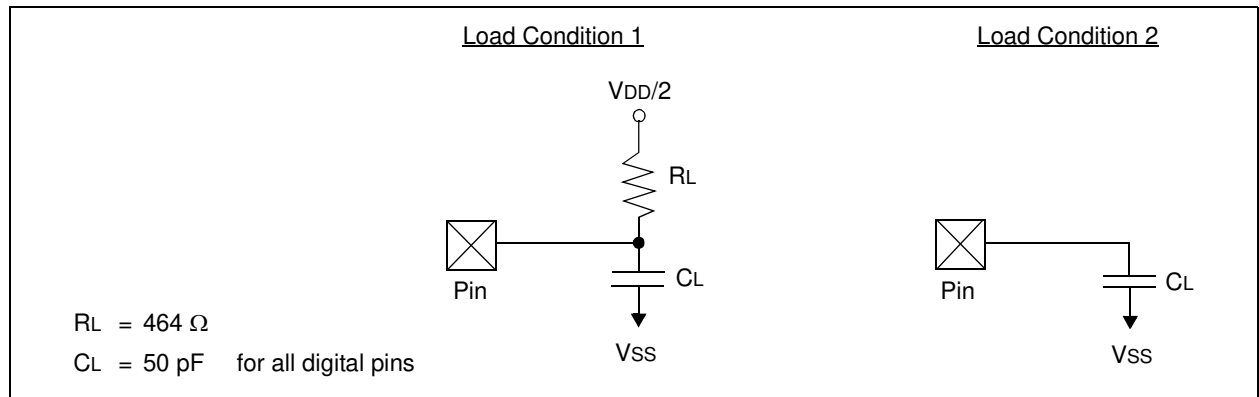 Load Condition 1
Load Condition 2
VDD/2
RL
CL
Pin
VSS
CL
Pin
VSS
RL = 464 Ω
CL = 50 pF for all digital pins